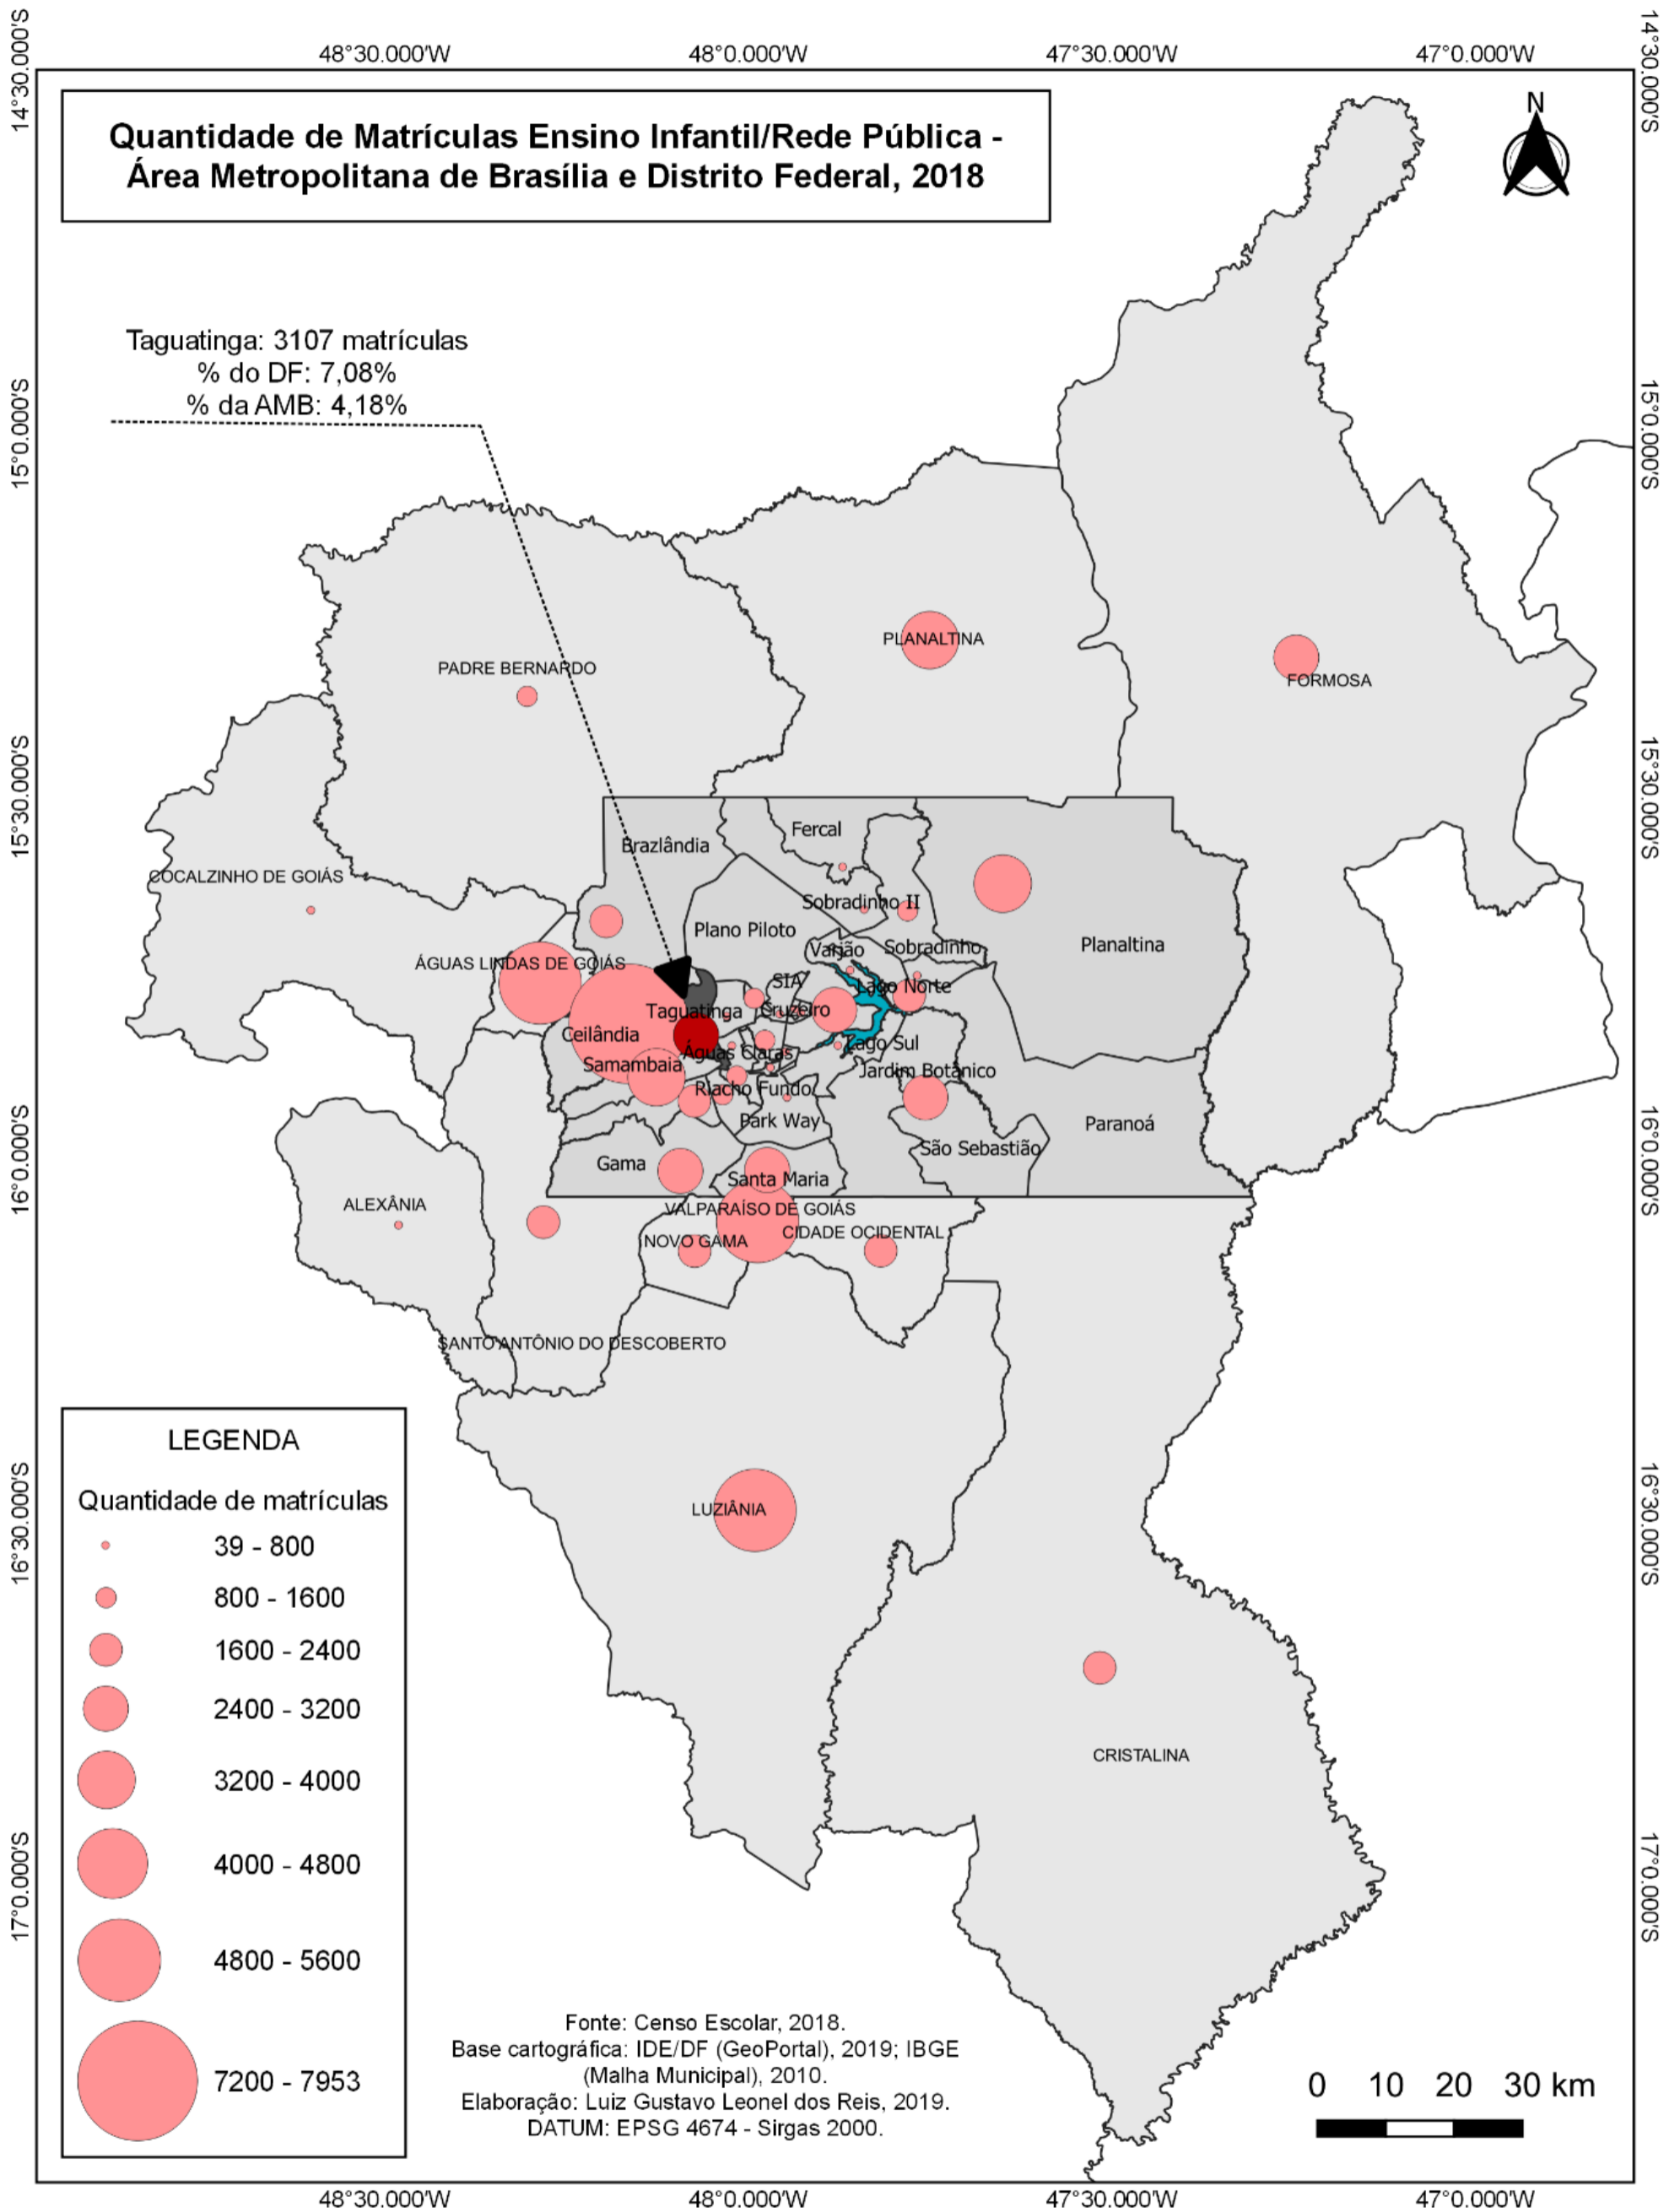 48°30.000'W
48°0.000'W
47°30.000'W
47°0.000'W
14°30.000'S
14°30.000'S
Quantidade de Matrículas Ensino Infantil/Rede Pública -
Área Metropolitana de Brasília e Distrito Federal, 2018
N
Taguatinga: 3107 matrículas
% do DF: 7,08%
% da AMB: 4,18%
15°0.000'S
15°0.000'S
PLANALTINA
PADRE BERNARDO
FORMOSA
15°30.000'S
15°30.000'S
Fercal
Brazlândia
COCALZINHO DE GOIÁS
Sobradinho II
Plano Piloto
Planaltina
Varjão
Sobradinho
ÁGUAS LINDAS DE GOIÁS
SIA
Lago Norte
Taguatinga
Cruzeiro
Ceilândia
Lago Sul
Águas Claras
Samambaia
Jardim Botânico
Riacho Fundo
Park Way
Paranoá
16°0.000'S
16°0.000'S
São Sebastião
Gama
Santa Maria
ALEXÂNIA
VALPARAÍSO DE GOIÁS
CIDADE OCIDENTAL
NOVO GAMA
SANTO ANTÔNIO DO DESCOBERTO
LEGENDA
Quantidade de matrículas
39 - 800
800 - 1600
1600 - 2400
2400 - 3200
3200 - 4000
4000 - 4800
4800 - 5600
7200 - 7953
16°30.000'S
16°30.000'S
LUZIÂNIA
CRISTALINA
17°0.000'S
17°0.000'S
Fonte: Censo Escolar, 2018.
Base cartográfica: IDE/DF (GeoPortal), 2019; IBGE
(Malha Municipal), 2010.
Elaboração: Luiz Gustavo Leonel dos Reis, 2019.
DATUM: EPSG 4674 - Sirgas 2000.
0 10 20 30 km
48°30.000'W
48°0.000'W
47°30.000'W
47°0.000'W